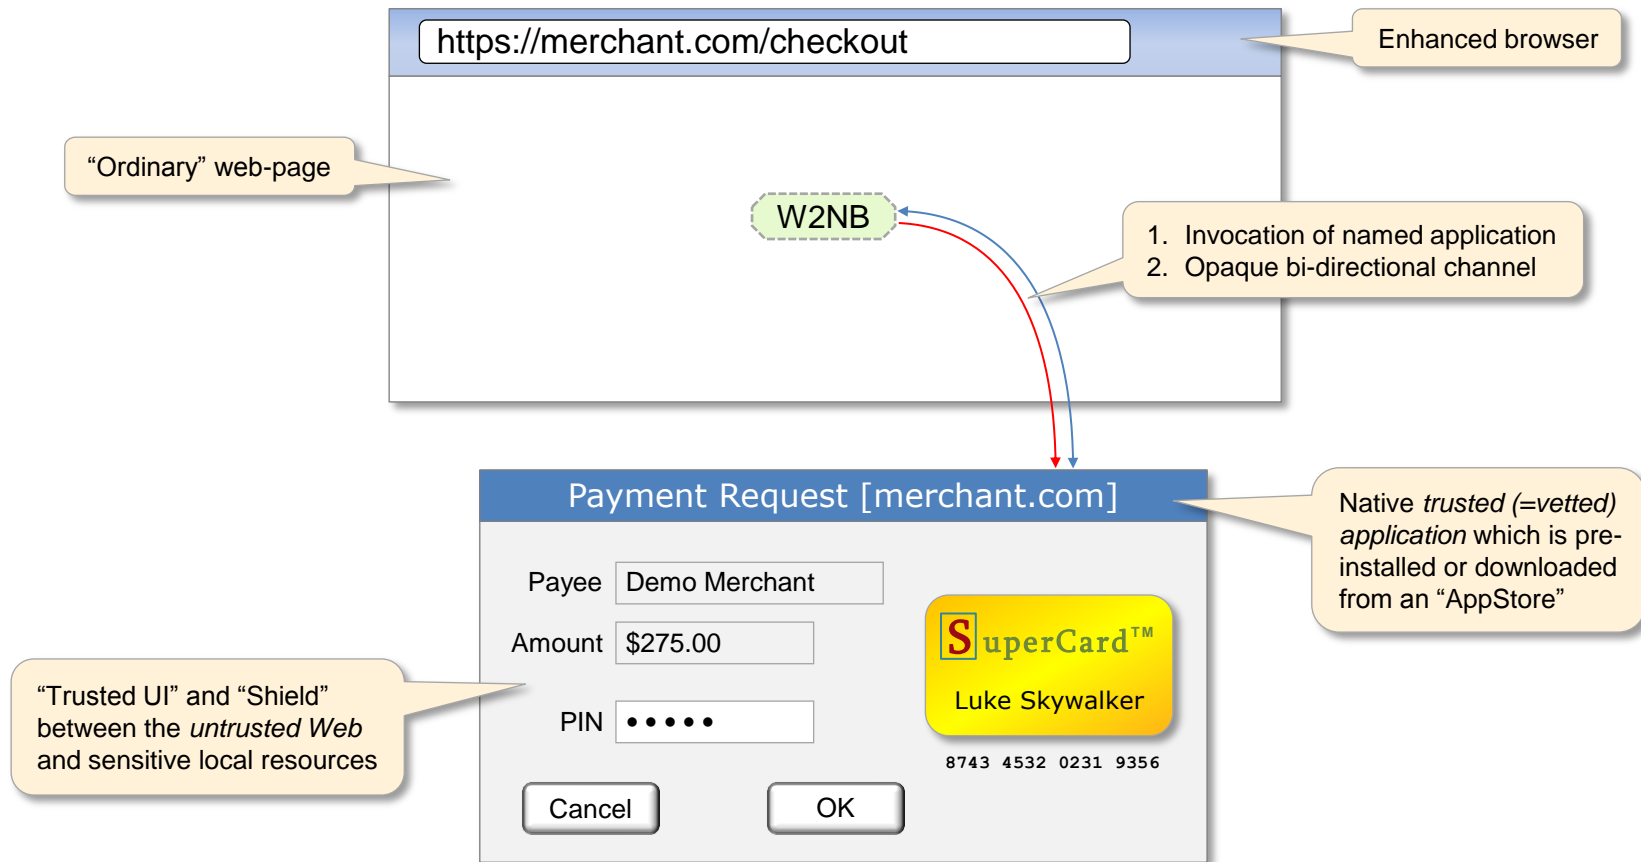 https://merchant.com/checkout
Enhanced browser
“Ordinary” web-page
W2NB
1. Invocation of named application
2. Opaque bi-directional channel
Payment Request [merchant.com]
Native trusted (=vetted)
application which is pre-
installed or downloaded
from an “AppStore”
Payee Demo Merchant
Amount $275.00
PIN •••••
SuperCard™
Luke Skywalker
8743 4532 0231 9356
“Trusted UI” and “Shield”
between the untrusted Web
and sensitive local resources
Cancel OK